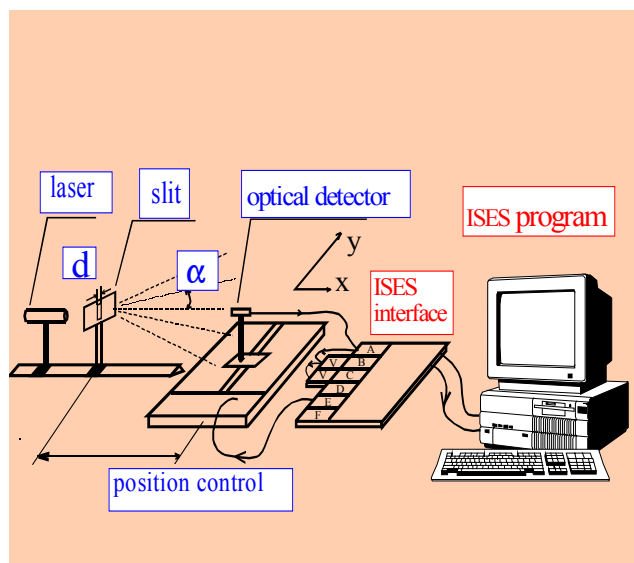 laser
slit
optical detector
ISES program
d
α
y
x
ISES
interface
A
V B
V C
D
E
F
position control